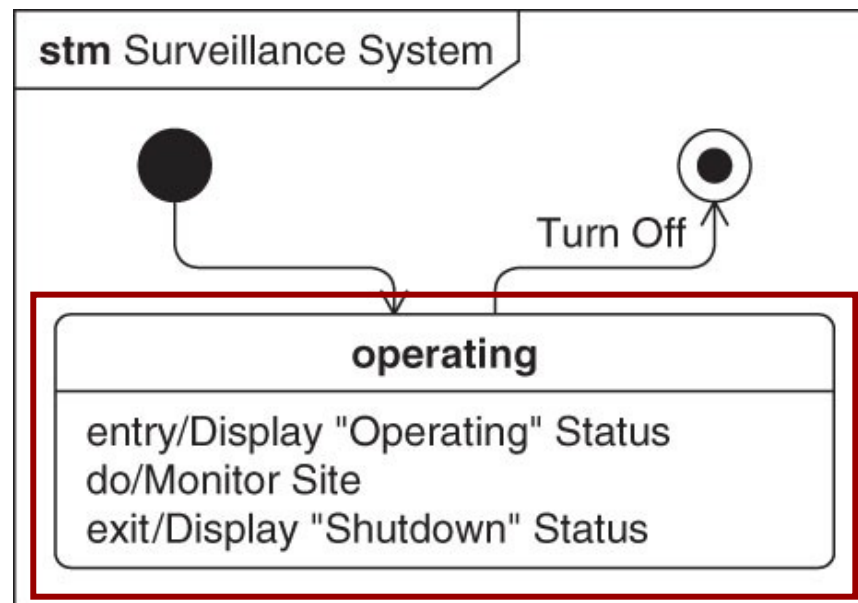 stm Surveillance System
Turn Off
operating
entry/Display "Operating" Status
do/Monitor Site
exit/Display "Shutdown" Status